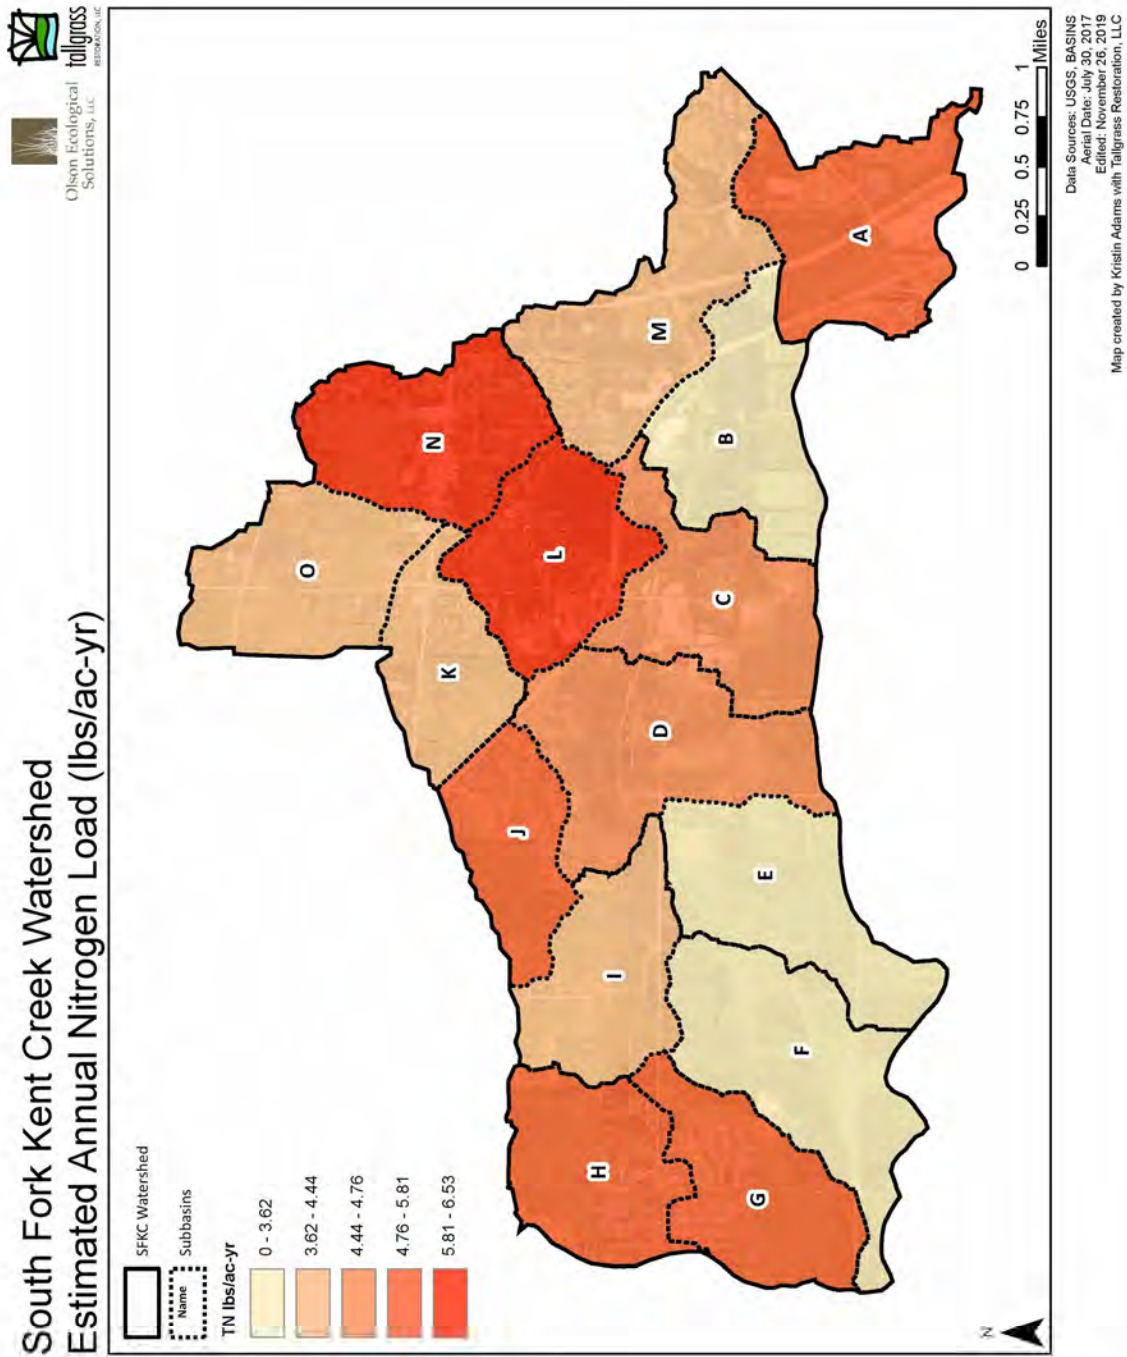 South Fork Kent Creek Watershed
Estimated Annual Nitrogen Load (lbs/ac-yr)
Olson Ecological
Solutions, LLC
tallgrass
RESTORATION, LLC
SFKC Watershed
Name
Subbasins
TN lbs/ac-yr
0 - 3.62
3.62 - 4.44
4.44 - 4.76
4.76 - 5.81
5.81 - 6.53
O
N
K
L
J
M
D
I
C
B
H
E
A
G
F
N
0 0.25 0.5 0.75 1
Miles
Data Sources: USGS, BASINS
Aerial Date: July 30, 2017
Edited: November 26, 2019
Map created by Kristin Adams with Tallgrass Restoration, LLC